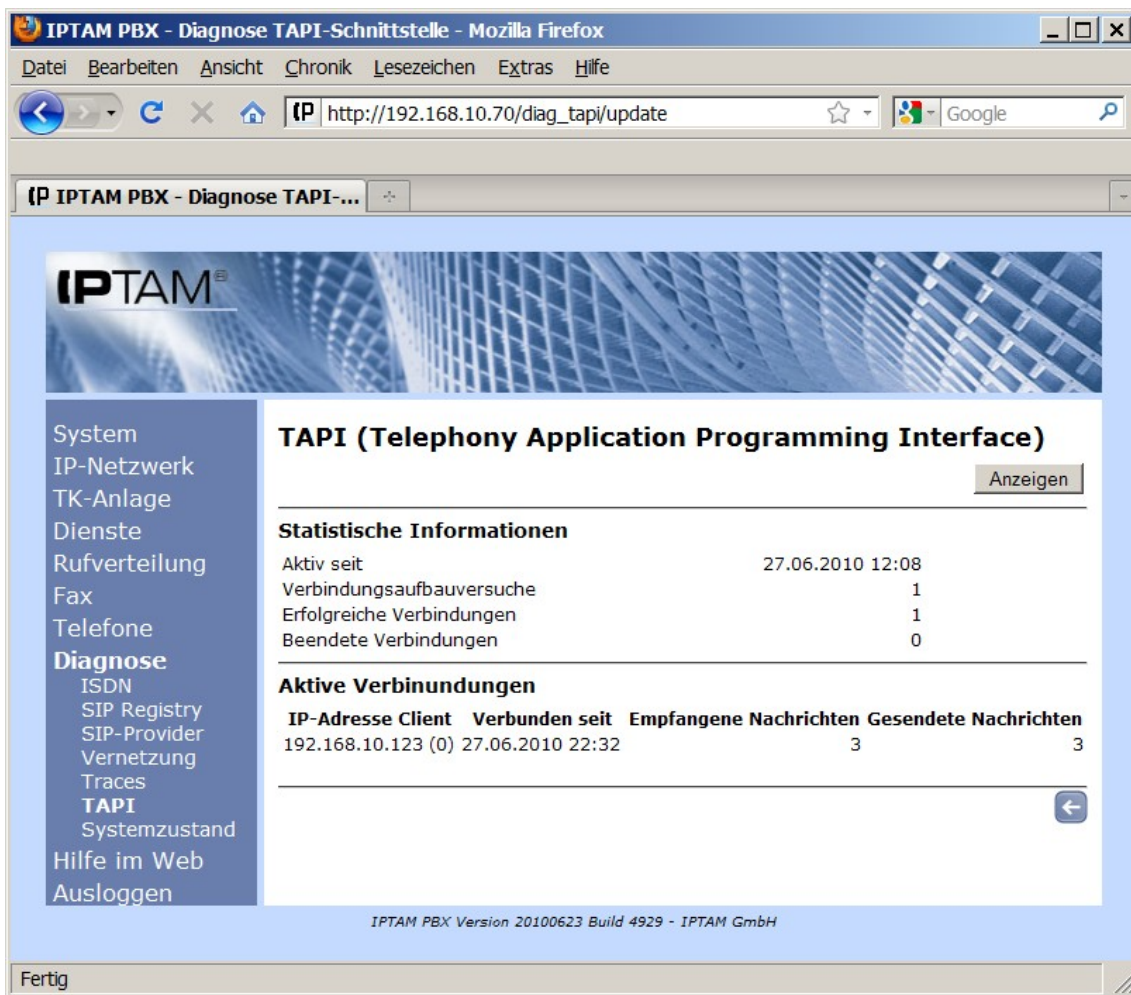 IPTAM PBX - Diagnose TAPI-Schnittstelle - Mozilla Firefox
Datei Bearbeiten Ansicht Chronik Lesezeichen Extras Hilfe
http://192.168.10.70/diag_tapi/update
Google
IPTAM PBX - Diagnose TAPI-...
IPTAM®
System
IP-Netzwerk
TK-Anlage
Dienste
Rufverteilung
Fax
Telefone
Diagnose
ISDN
SIP Registry
SIP-Provider
Vernetzung
Traces
TAPI
Systemzustand
Hilfe im Web
Ausloggen
TAPI (Telephony Application Programming Interface)
Anzeigen
Statistische Informationen
Aktiv seit 27.06.2010 12:08
Verbindungsaufbauversuche 1
Erfolgreiche Verbindungen 1
Beendete Verbindungen 0
Aktive Verbinundungen
IP-Adresse Client Verbunden seit Empfangene Nachrichten Gesendete Nachrichten
192.168.10.123 (0) 27.06.2010 22:32 3 3
IPTAM PBX Version 20100623 Build 4929 - IPTAM GmbH
Fertig